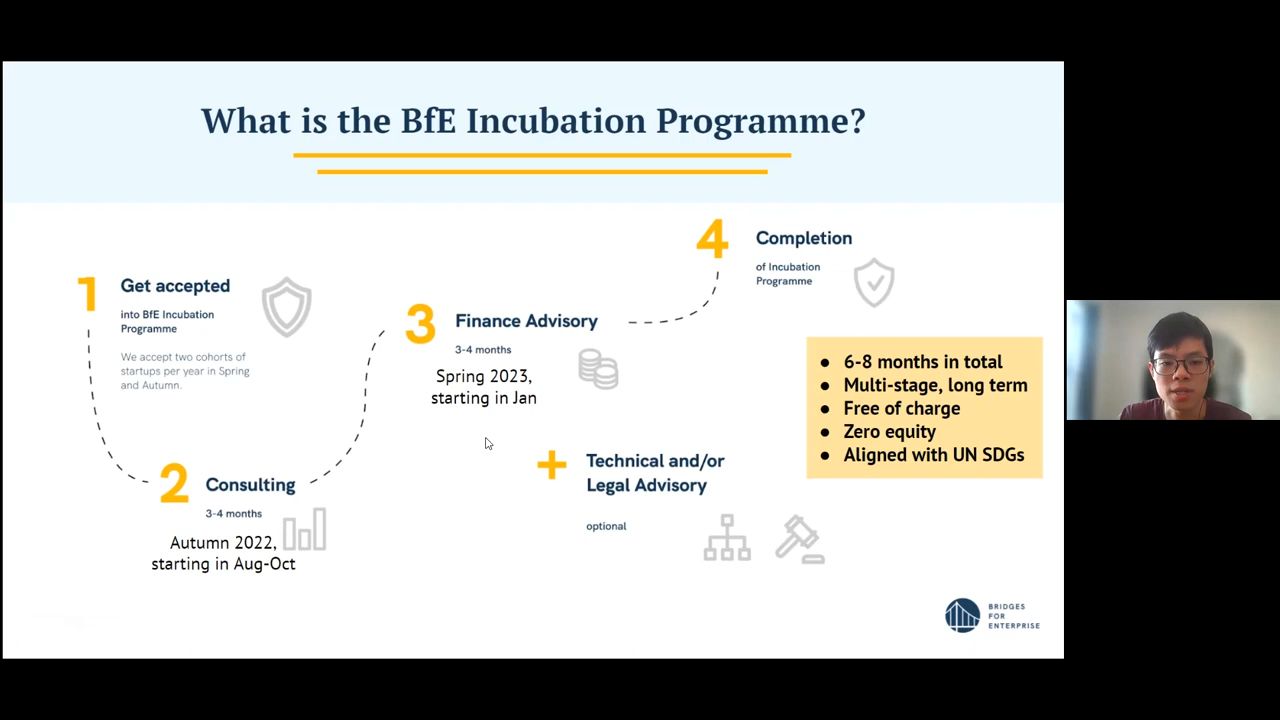 What is the BfE Incubation Programme?
1
Get accepted
into BfE Incubation
Programme
We accept two cohorts of
startups per year in Spring
and Autumn.
2
Consulting
3-4 months
Autumn 2022,
starting in Aug-Oct
3
Finance Advisory
3-4 months
Spring 2023,
starting in Jan
4
Completion
of Incubation
Programme
+
Technical and/or
Legal Advisory
optional
● 6-8 months in total
● Multi-stage, long term
● Free of charge
● Zero equity
● Aligned with UN SDGs
BRIDGES
FOR
ENTERPRISE